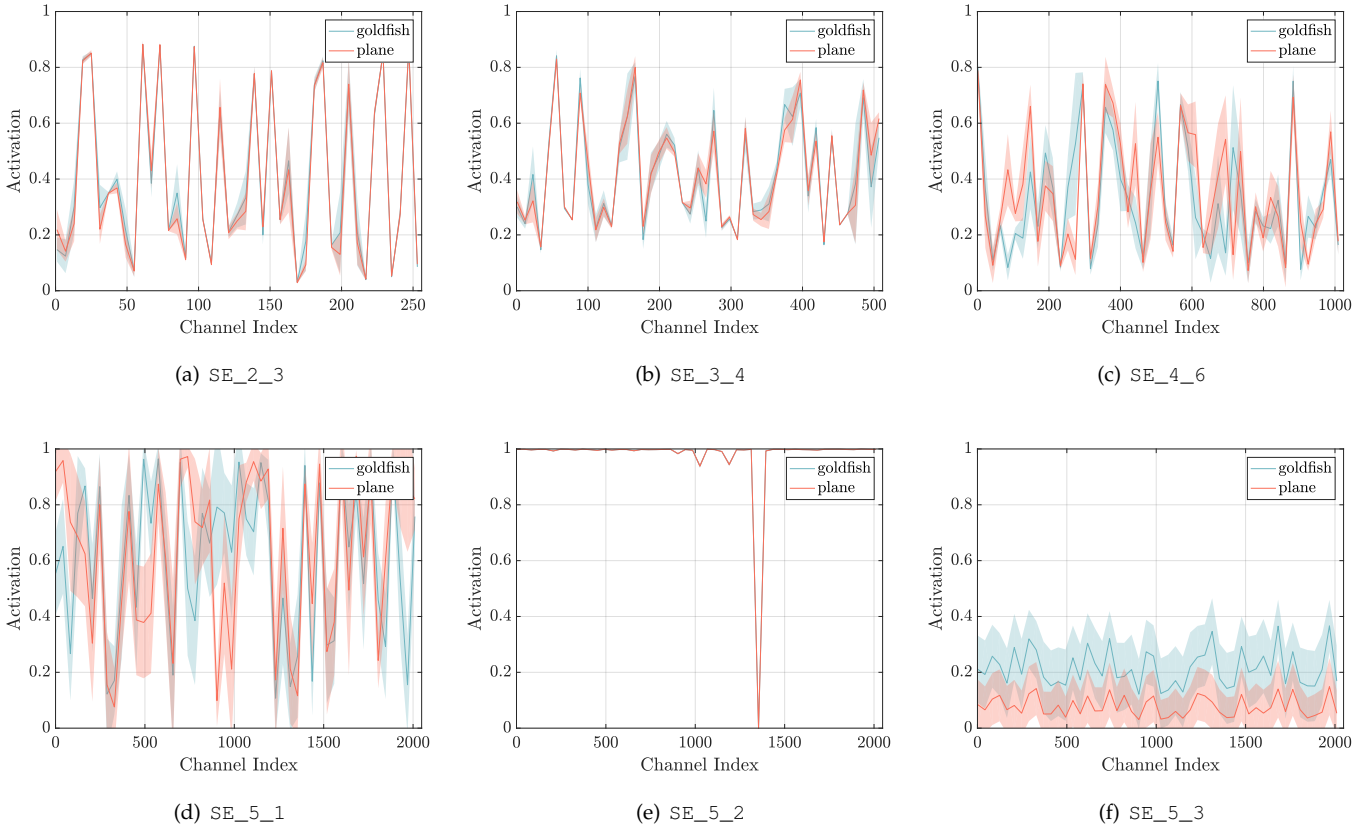 1
0.8
0.6
0.4
0.2
0
Activation
goldfish
plane
0 50 100 150 200 250
Channel Index
(a) SE_2_3
1
0.8
0.6
0.4
0.2
0
Activation
goldfish
plane
0 100 200 300 400 500
Channel Index
(b) SE_3_4
1
0.8
0.6
0.4
0.2
0
Activation
goldfish
plane
0 200 400 600 800 1000
Channel Index
(c) SE_4_6
1
0.8
0.6
0.4
0.2
0
Activation
goldfish
plane
0 500 1000 1500 2000
Channel Index
(d) SE_5_1
1
0.8
0.6
0.4
0.2
0
Activation
goldfish
plane
0 500 1000 1500 2000
Channel Index
(e) SE_5_2
1
0.8
0.6
0.4
0.2
0
Activation
goldfish
plane
0 500 1000 1500 2000
Channel Index
(f) SE_5_3